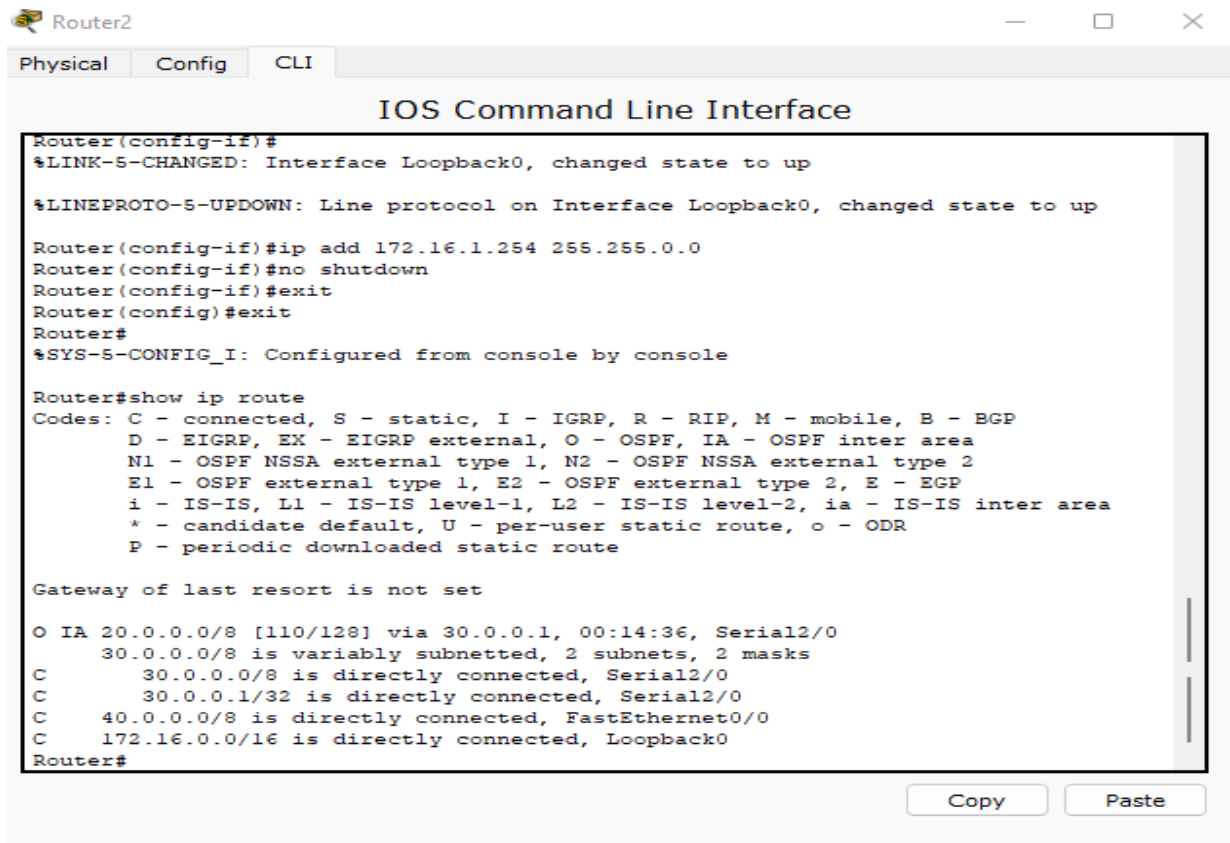 Router2
Physical Config CLI
IOS Command Line Interface
Router(config-if)#
%LINK-5-CHANGED: Interface Loopback0, changed state to up
%LINEPROTO-5-UPDOWN: Line protocol on Interface Loopback0, changed state to up
Router(config-if)#ip add 172.16.1.254 255.255.0.0
Router(config-if)#no shutdown
Router(config-if)#exit
Router(config)#exit
Router#
%SYS-5-CONFIG_I: Configured from console by console
Router#show ip route
Codes: C - connected, S - static, I - IGRP, R - RIP, M - mobile, B - BGP
D - EIGRP, EX - EIGRP external, O - OSPF, IA - OSPF inter area
N1 - OSPF NSSA external type 1, N2 - OSPF NSSA external type 2
E1 - OSPF external type 1, E2 - OSPF external type 2, E - EGP
i - IS-IS, L1 - IS-IS level-1, L2 - IS-IS level-2, ia - IS-IS inter area
* - candidate default, U - per-user static route, o - ODR
P - periodic downloaded static route
Gateway of last resort is not set
O IA 20.0.0.0/8 [110/128] via 30.0.0.1, 00:14:36, Serial2/0
30.0.0.0/8 is variably subnetted, 2 subnets, 2 masks
C 30.0.0.0/8 is directly connected, Serial2/0
C 30.0.0.1/32 is directly connected, Serial2/0
C 40.0.0.0/8 is directly connected, FastEthernet0/0
C 172.16.0.0/16 is directly connected, Loopback0
Router#
Copy Paste